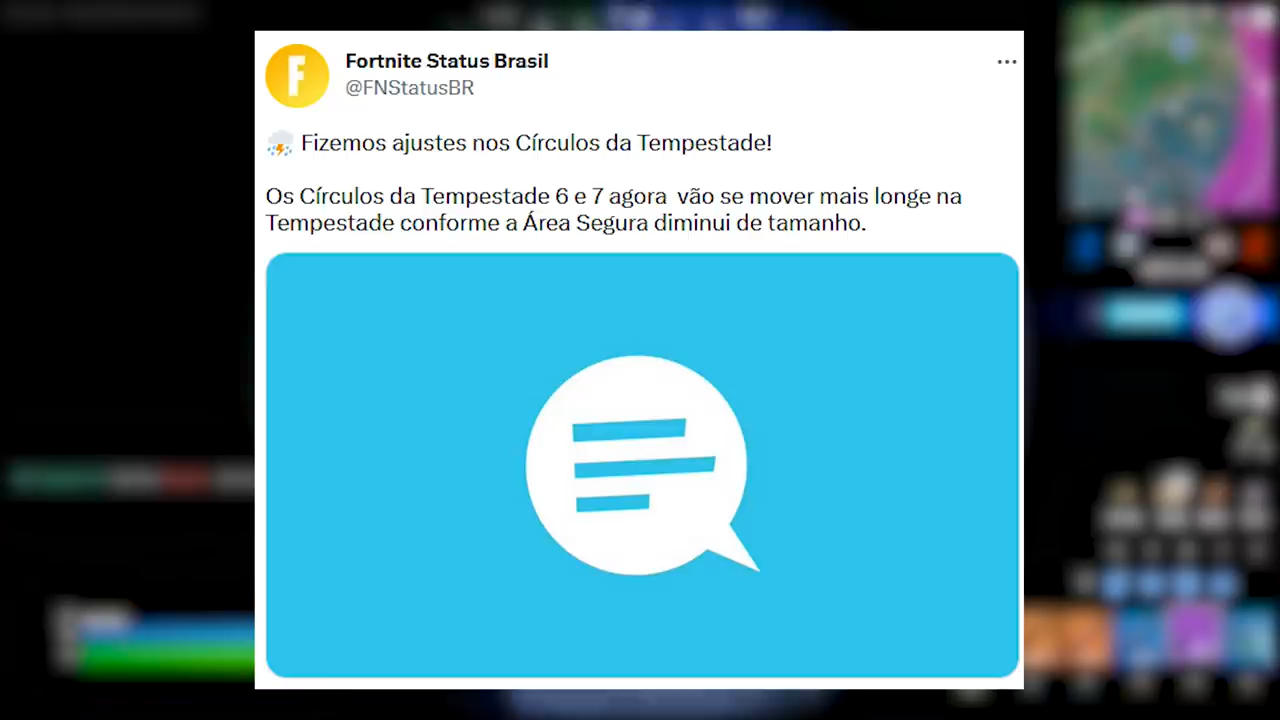 Fortnite Status Brasil
@FNStatusBR
⛈️ Fizemos ajustes nos Círculos da Tempestade!
Os Círculos da Tempestade 6 e 7 agora  vão se mover mais longe na
Tempestade conforme a Área Segura diminui de tamanho.